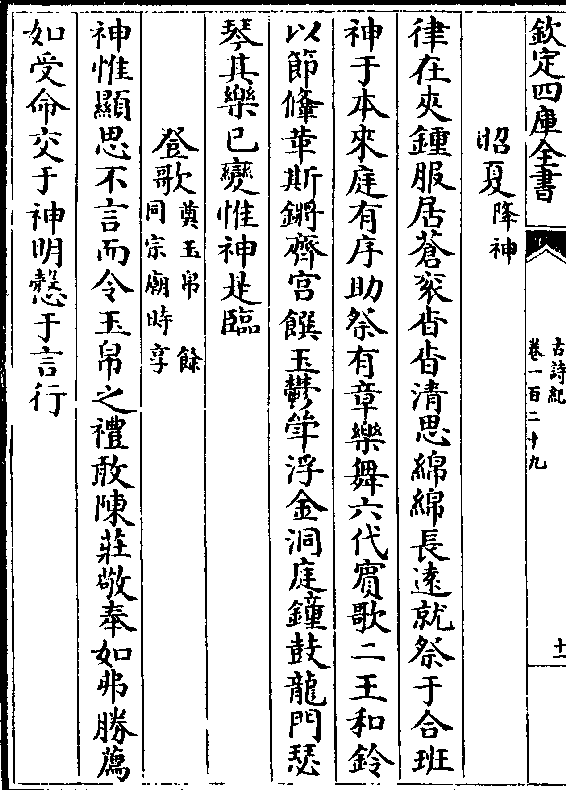 欽定四庫全書
古詩紀
卷一百二十九
十一
昭夏降神
律在夾鍾服居蒼衮杳杳清思綿綿長遠就祭于合班
神于本來庭有序助祭有章樂舞六代賓歌二王和鈴
以節鞗革斯鏘齊宫饌玉鬱斝浮金洞庭鐘鼓龍門瑟
琴其樂已變惟神是臨
登歌奠玉帛 餘
同宗廟時享
神惟顯思不言而令玉帛之禮敢陳莊敬奉如弗勝薦
如受命交于神明慤于言行